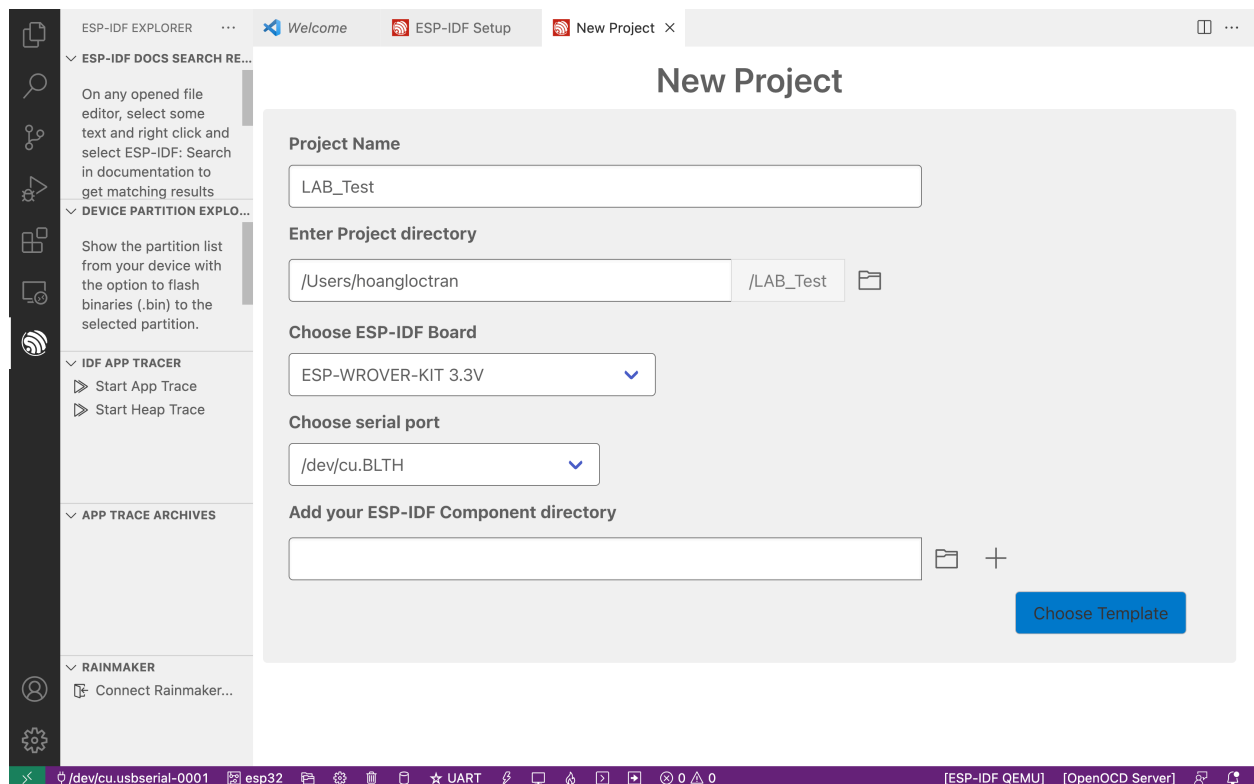 ESP-IDF EXPLORER ···
Welcome
ESP-IDF Setup
New Project
ESP-IDF DOCS SEARCH RE...
On any opened file
editor, select some
text and right click and
select ESP-IDF: Search
in documentation to
get matching results
DEVICE PARTITION EXPLO...
Show the partition list
from your device with
the option to flash
binaries (.bin) to the
selected partition.
IDF APP TRACER
Start App Trace
Start Heap Trace
APP TRACE ARCHIVES
RAINMAKER
Connect Rainmaker...
New Project
Project Name
LAB_Test
Enter Project directory
/Users/hoangloctran /LAB_Test
Choose ESP-IDF Board
ESP-WROVER-KIT 3.3V
Choose serial port
/dev/cu.BLTH
Add your ESP-IDF Component directory
Choose Template
/dev/cu.usbserial-0001 esp32 UART 0 0 [ESP-IDF QEMU] [OpenOCD Server]